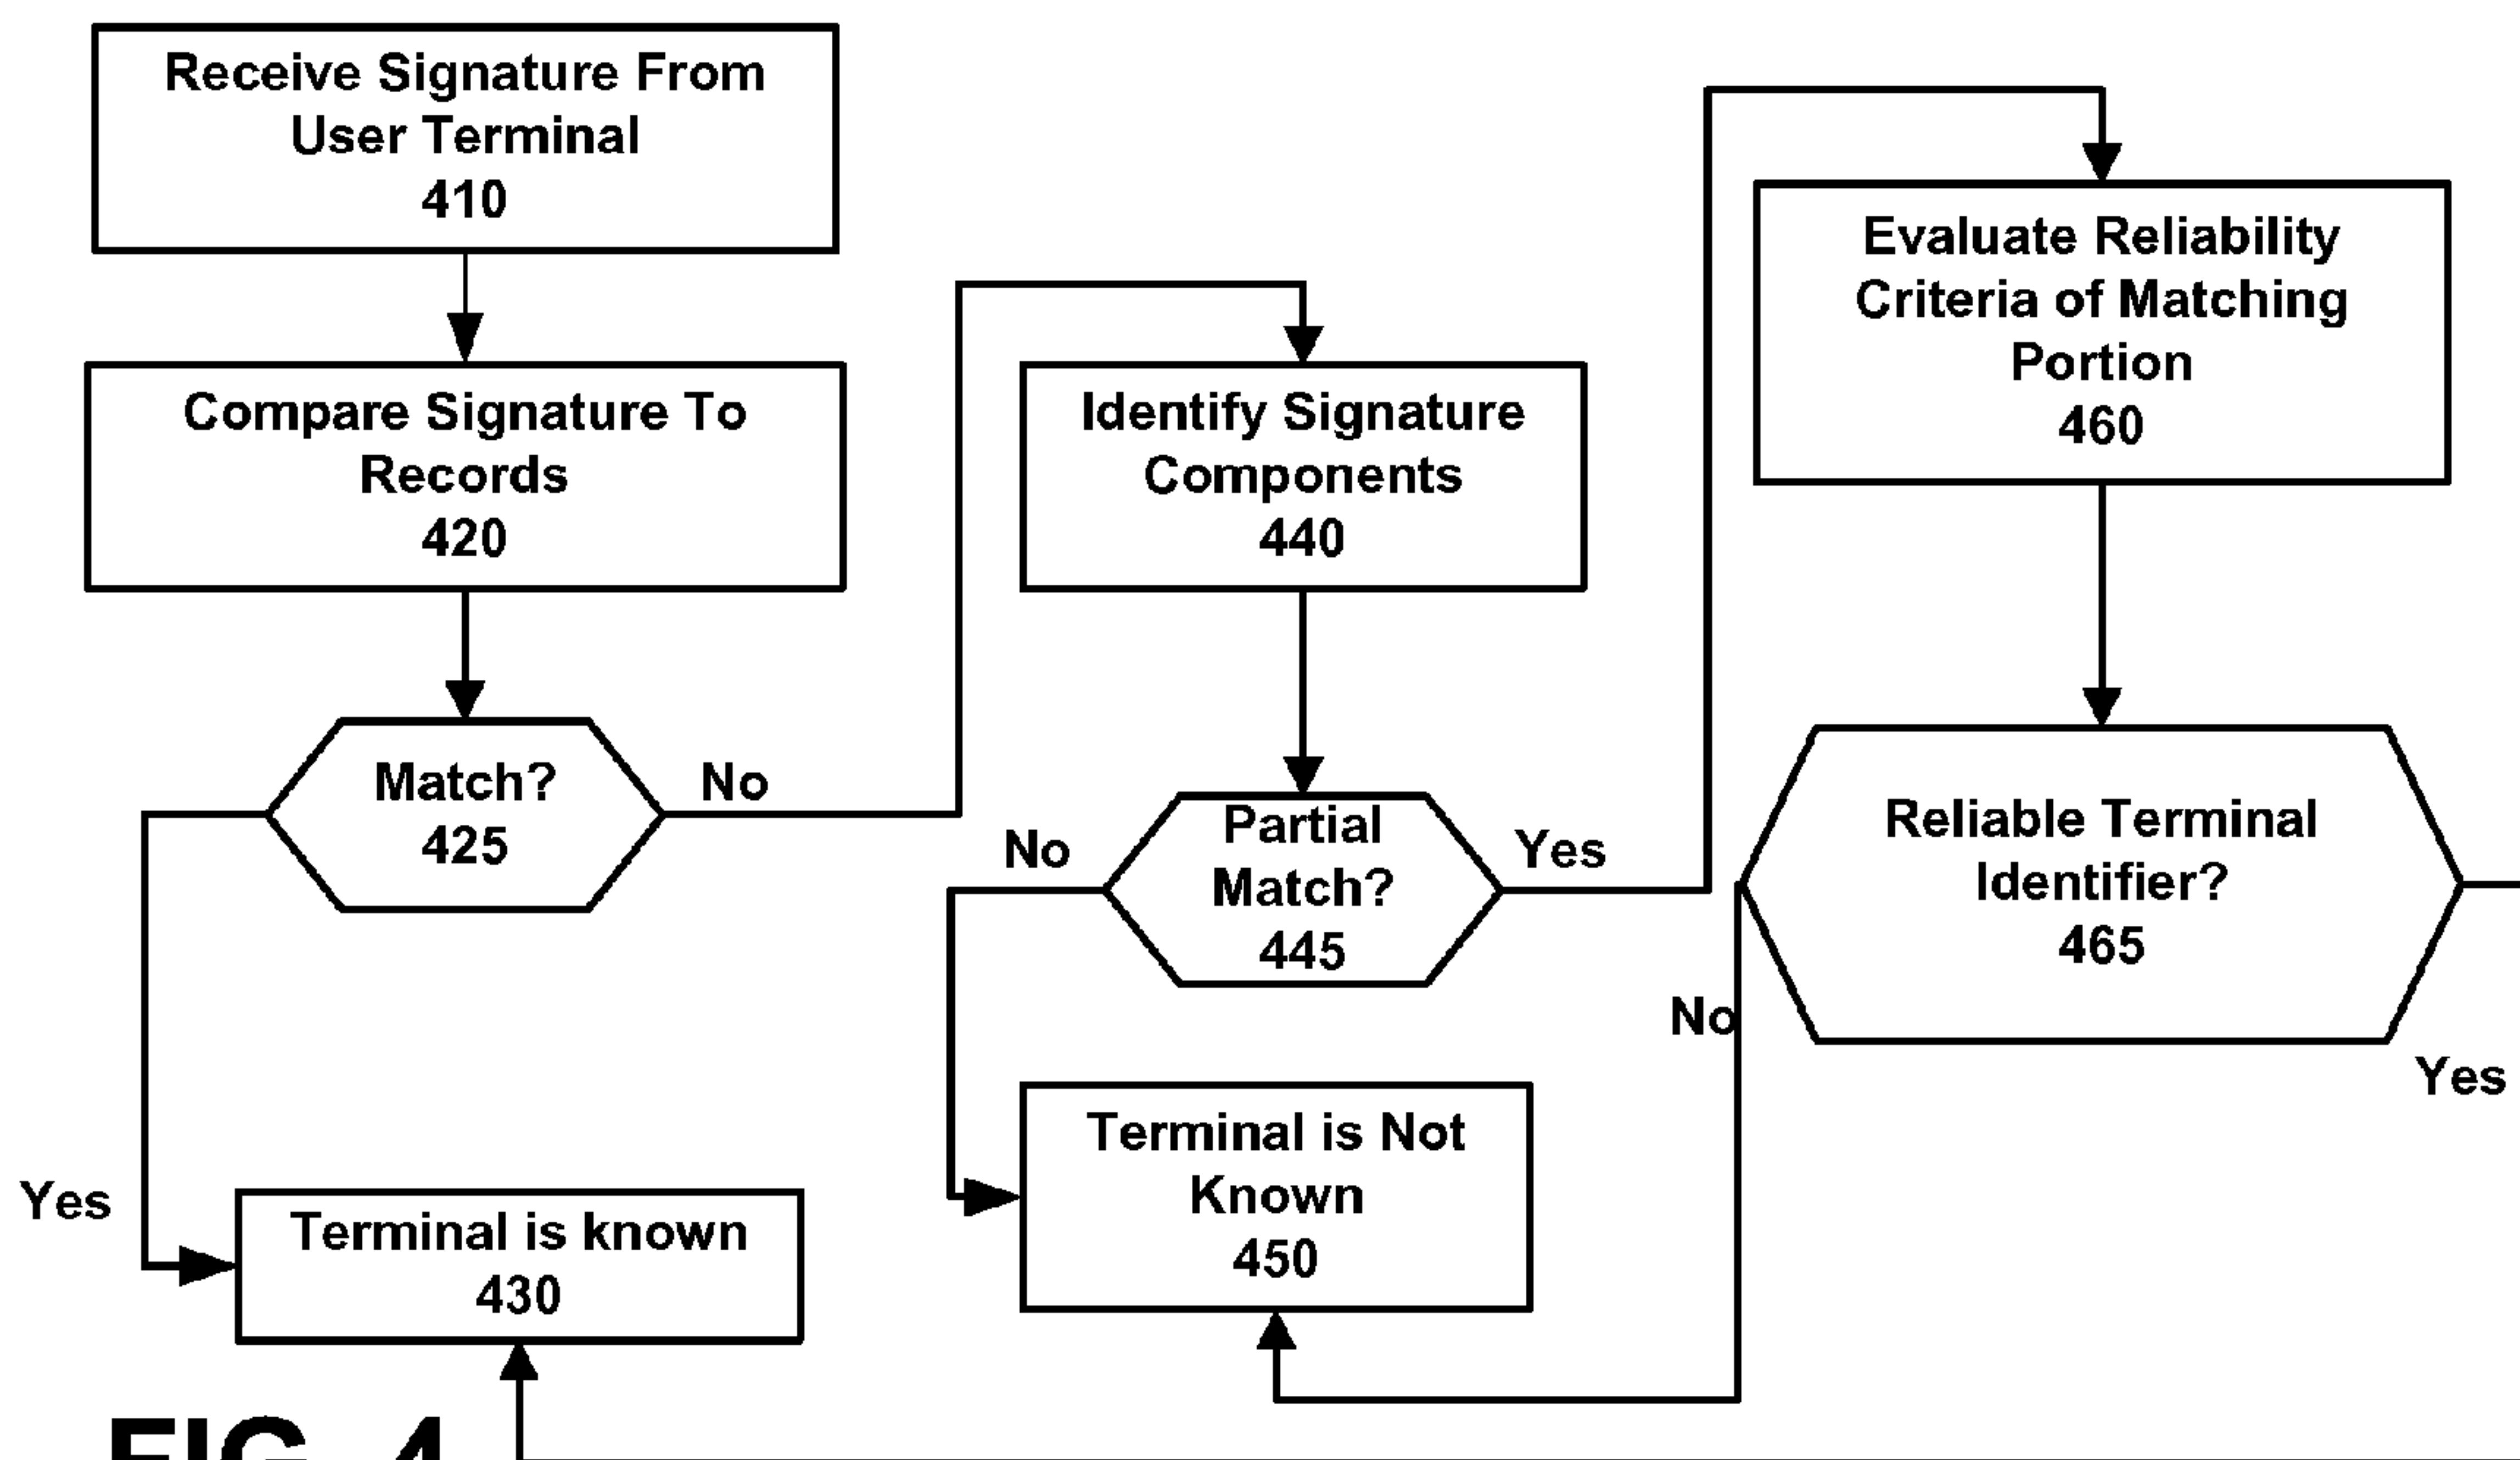 Receive Signature From
User Terminal
410
Compare Signature To
Records
420
Match?
425
No
Yes
Terminal is known
430
Identify Signature
Components
440
Partial
Match?
445
No
Yes
Terminal is Not
Known
450
Evaluate Reliability
Criteria of Matching
Portion
460
Reliable Terminal
Identifier?
465
No
Yes
FIG. 4